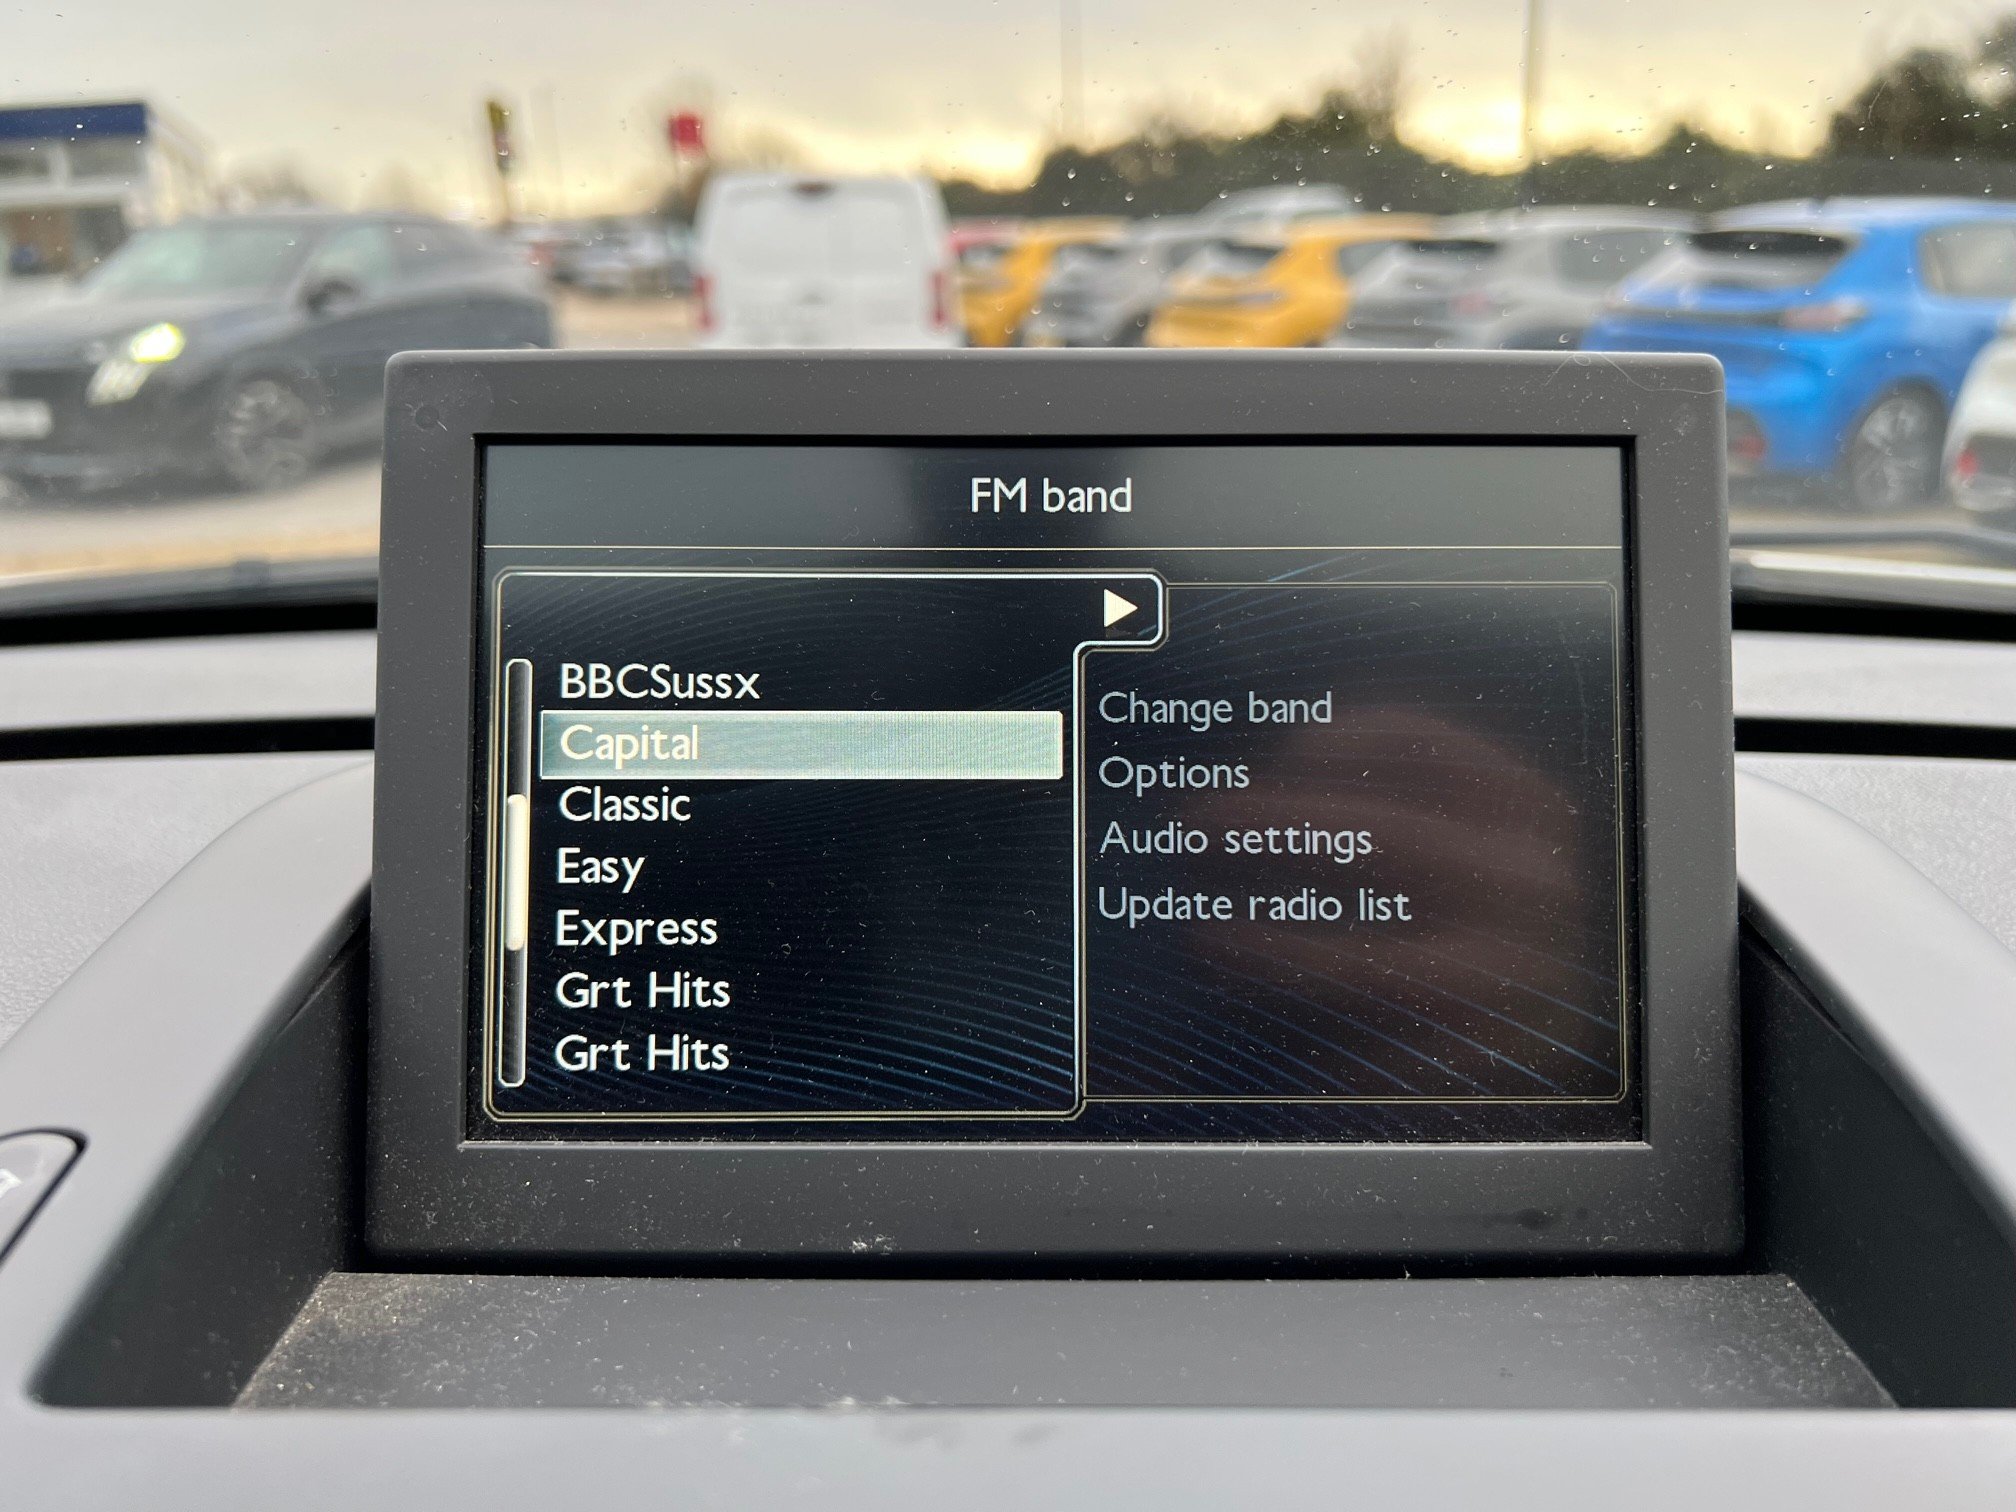 FM band
BBCSussx
Capital
Classic
Easy
Express
Grt Hits
Grt Hits
Change band
Options
Audio settings
Update radio list